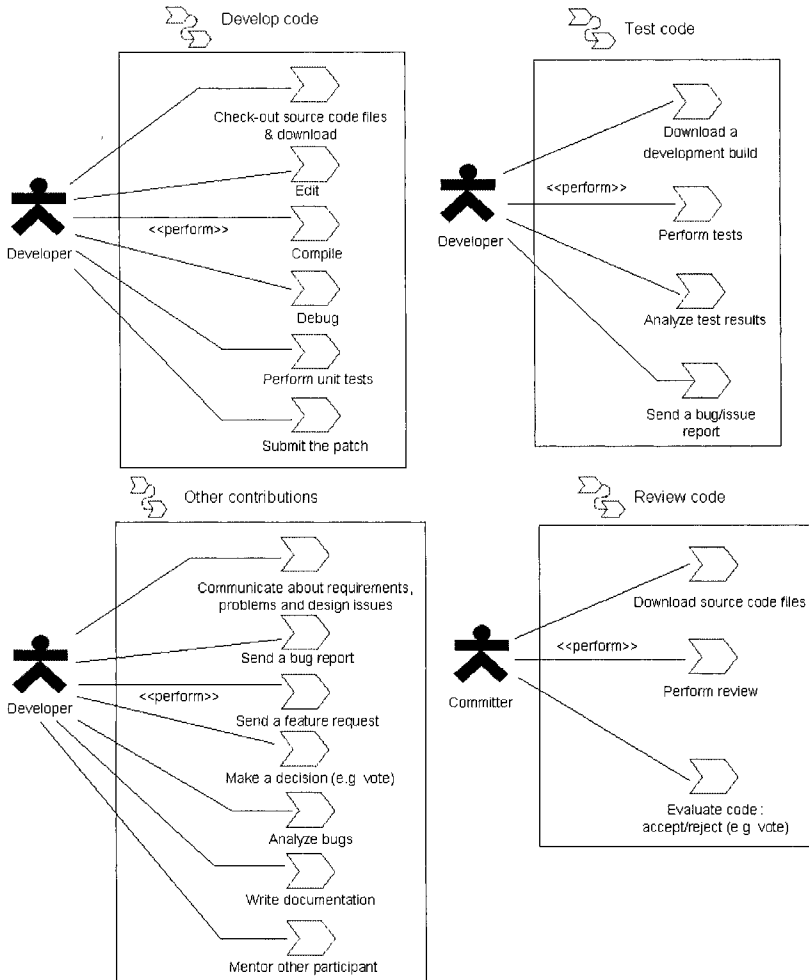 Develop code
Check-out source code files
& download
Edit
<<perform>>
Compile
Developer
Debug
Perform unit tests
Submit the patch
Test code
Download a
development build
<<perform>>
Perform tests
Developer
Analyze test results
Send a bug/issue
report
Other contributions
Communicate about requirements,
problems and design issues
Send a bug report
<<perform>>
Developer
Send a feature request
Make a decision (e.g vote)
Analyze bugs
Write documentation
Mentor other participant
Review code
Download source code files
<<perform>>
Perform review
Committer
Evaluate code :
accept/reject (e.g vote)